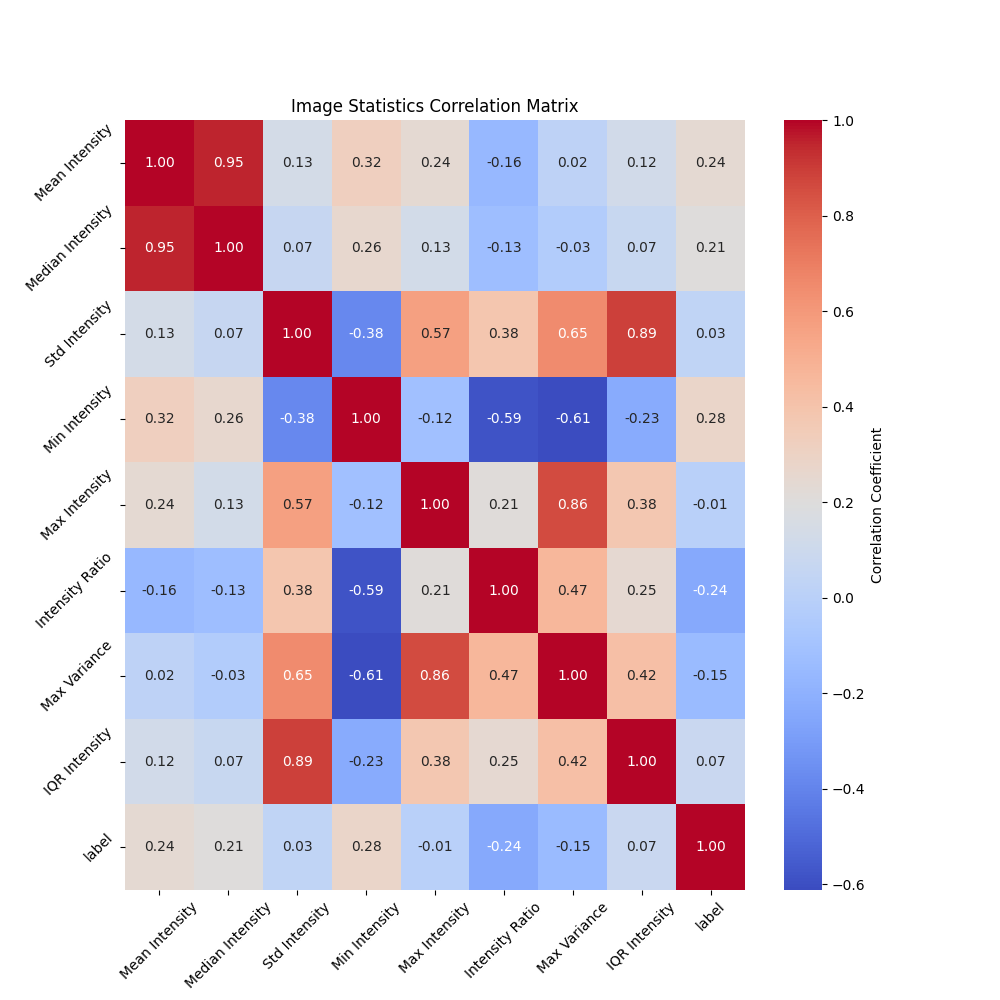 Image Statistics Correlation Matrix
Mean Intensity 1.00 0.95 0.13 0.32 0.24 -0.16 0.02 0.12 0.24
Median Intensity 0.95 1.00 0.07 0.26 0.13 -0.13 -0.03 0.07 0.21
Std Intensity 0.13 0.07 1.00 -0.38 0.57 0.38 0.65 0.89 0.03
Min Intensity 0.32 0.26 -0.38 1.00 -0.12 -0.59 -0.61 -0.23 0.28
Max Intensity 0.24 0.13 0.57 -0.12 1.00 0.21 0.86 0.38 -0.01
Intensity Ratio -0.16 -0.13 0.38 -0.59 0.21 1.00 0.47 0.25 -0.24
Max Variance 0.02 -0.03 0.65 -0.61 0.86 0.47 1.00 0.42 -0.15
IQR Intensity 0.12 0.07 0.89 -0.23 0.38 0.25 0.42 1.00 0.07
label 0.24 0.21 0.03 0.28 -0.01 -0.24 -0.15 0.07 1.00
Mean Intensity Median Intensity Std Intensity Min Intensity Max Intensity Intensity Ratio Max Variance IQR Intensity label
1.0
0.8
0.6
0.4
0.2
0.0
−0.2
−0.4
−0.6
Correlation Coefficient